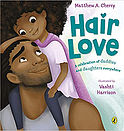 MATTHEW A. CHERRY
Hair
Love
A celebration of daddies
and daughters everywhere
illustrated by
Vashti
Harrison